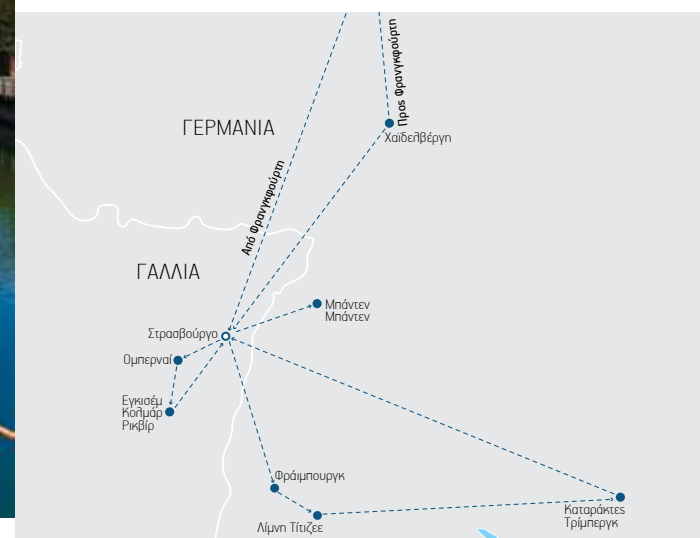 Προς Φρανγκφούρτη
Χαϊδελβέργη
ΓΕΡΜΑΝΙΑ
Από Φρανγκφούρτη
ΓΑΛΛΙΑ
Μπάντεν
Μπάντεν
Στρασβούργο
Ομπερναί
Εγκισέμ
Κολμάρ
Ρικβίρ
Φράιμπουργκ
Λίμνη Τίτιζεε
Καταράκτες
Τρίμπεργκ